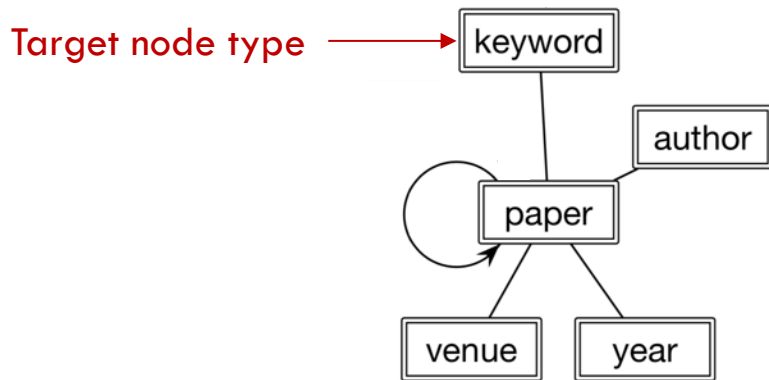 Target node type
keyword
author
paper
venue
year